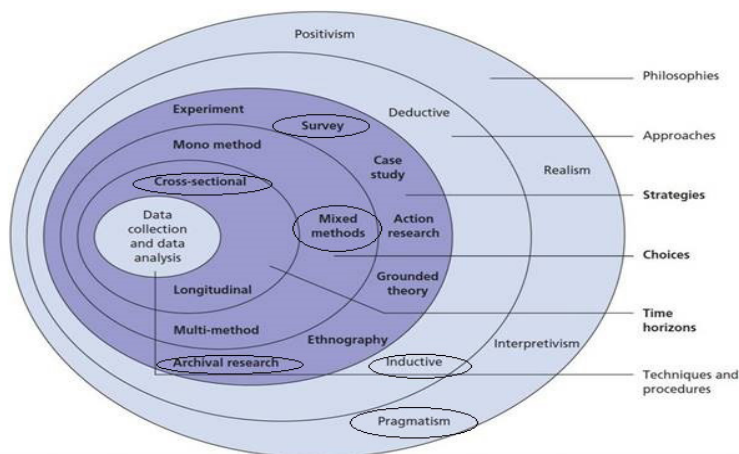 Positivism
Philosophies
Experiment
Deductive
Survey
Approaches
Mono method
Case
study
Realism
Cross-sectional
Strategies
Data
collection and data
analysis
Mixed
methods
Action
research
Choices
Longitudinal
Grounded
theory
Time
horizons
Multi-method
Ethnography
Interpretivism
Archival research
Inductive
Techniques and
procedures
Pragmatism